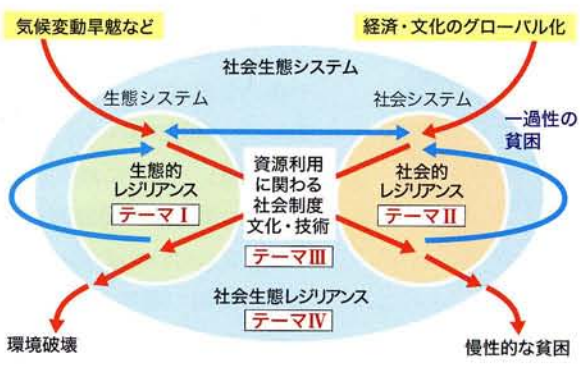 気候変動旱魃など
経済・文化のグローバル化
社会生態システム
生態システム
社会システム
一過性の
貧困
生態的
レジリアンス
テーマⅠ
資源利用
に関わる
社会制度
文化・技術
テーマⅢ
社会的
レジリアンス
テーマⅡ
社会生態レジリアンス
テーマⅣ
環境破壊
慢性的な貧困